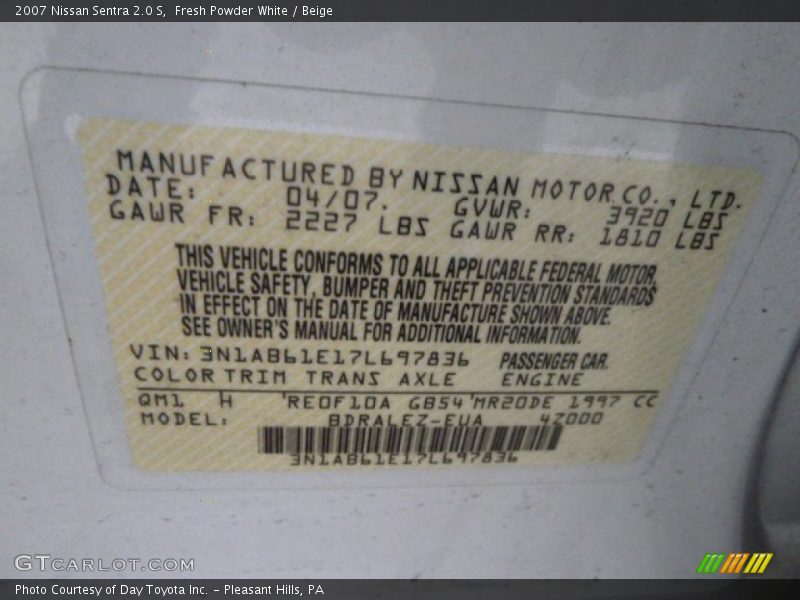 2007 Nissan Sentra 2.0 S,  Fresh Powder White / Beige
MANUFACTURED BY NISSAN MOTOR CO., LTD.
DATE: 04/07. GVWR: 3920 LBS
GAWR FR: 2227 LBS GAWR RR: 1810 LBS
THIS VEHICLE CONFORMS TO ALL APPLICABLE FEDERAL MOTOR
VEHICLE SAFETY, BUMPER AND THEFT PREVENTION STANDARDS
IN EFFECT ON THE DATE OF MANUFACTURE SHOWN ABOVE.
SEE OWNER'S MANUAL FOR ADDITIONAL INFORMATION.
VIN: 3N1AB61E17L697836 PASSENGER CAR.
COLOR TRIM TRANS AXLE ENGINE
QM1 H 'RE0F10A GB54'MR20DE 1997 CC
MODEL: BDRALEZ-EUA 4Z000
3N1AB61E17L697836
GTCARLOT.COM
Photo Courtesy of Day Toyota Inc. – Pleasant Hills, PA